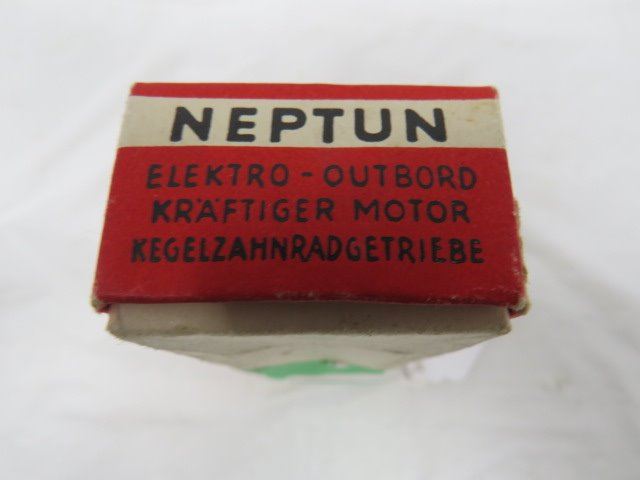 NEPTUN
ELEKTRO - OUTBORD
KRÄFTIGER MOTOR
KEGELZAHNRADGETRIEBE